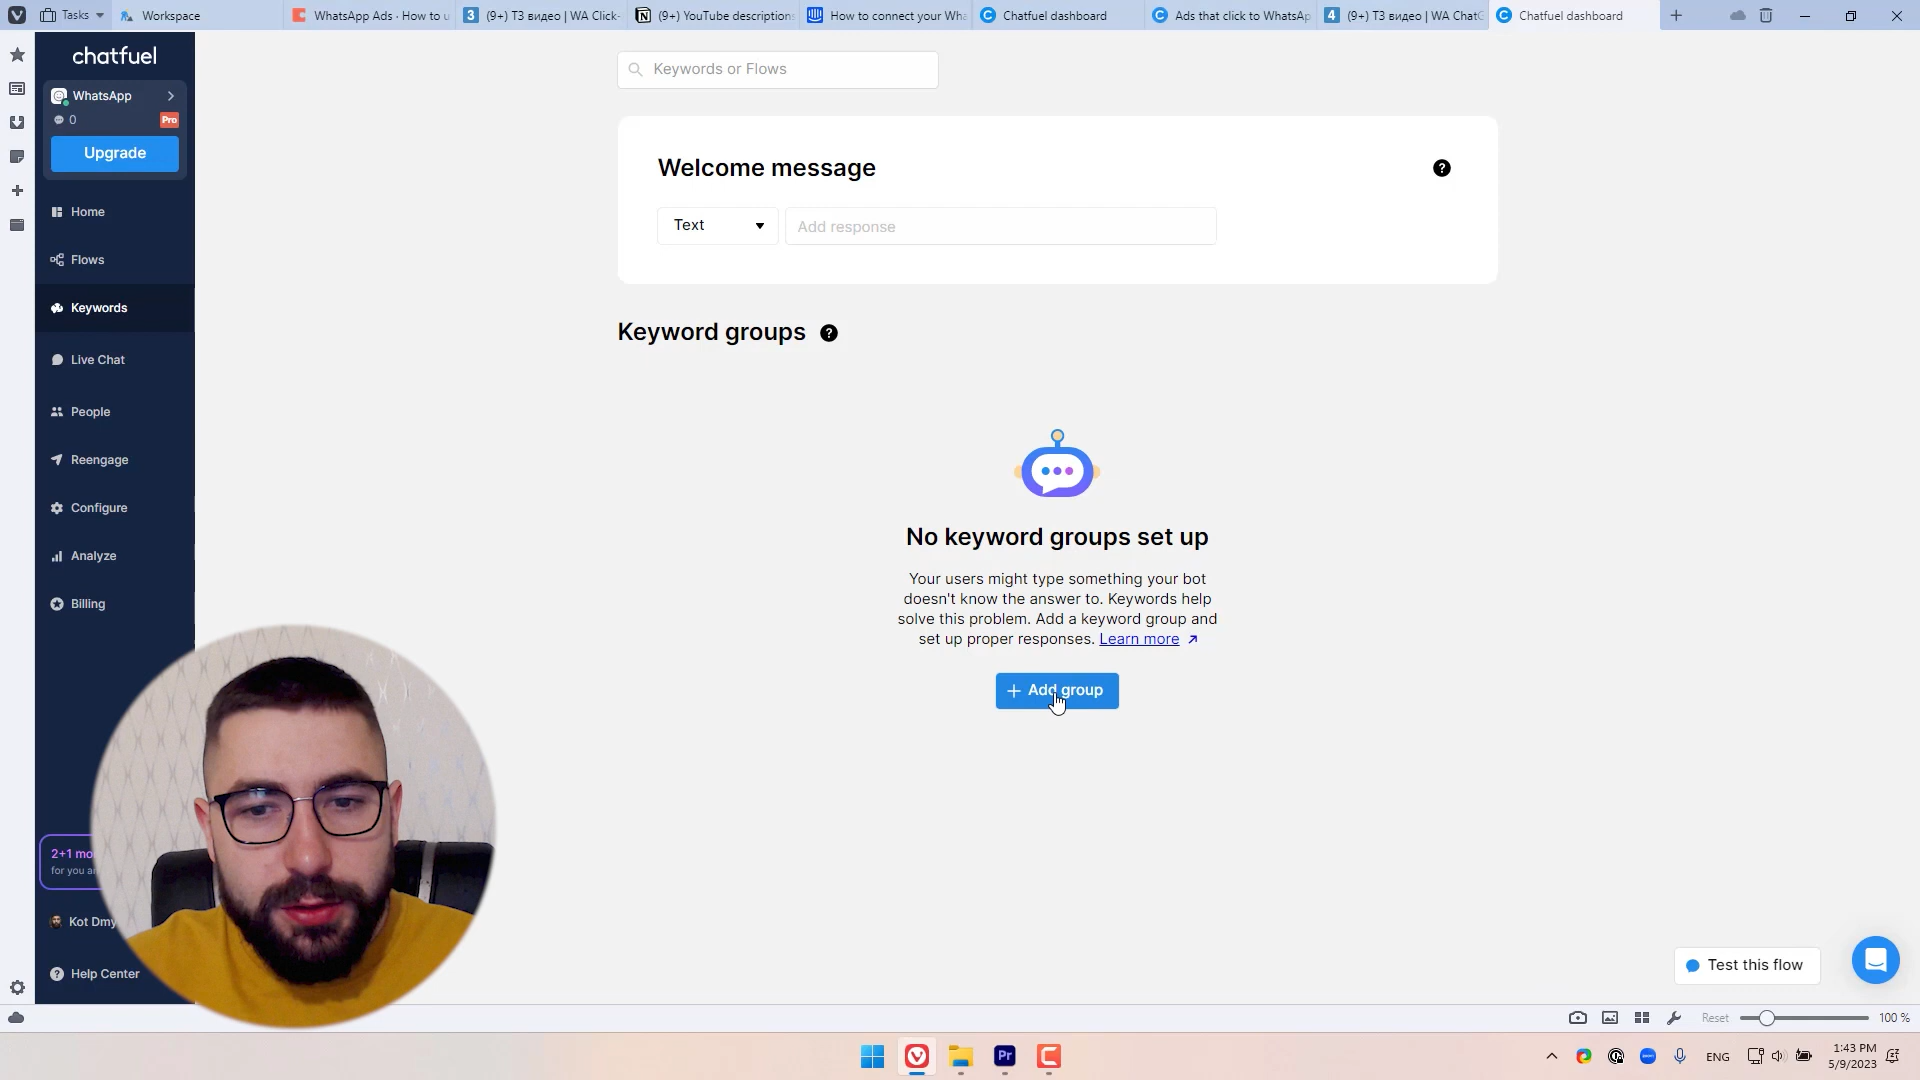 Tasks
Workspace
WhatsApp Ads · How to u
3 (9+) ТЗ видео | WA Click-
(9+) YouTube description
How to connect your Wha
Chatfuel dashboard
Ads that click to WhatsAp
4 (9+) ТЗ видео | WA ChatG
Chatfuel dashboard
chatfuel
WhatsApp
0
Pro
Upgrade
Home
Flows
Keywords
Live Chat
People
Reengage
Configure
Analyze
Billing
2+1 mo
for you a
Kot Dmy
Help Center
Keywords or Flows
Welcome message
?
Text
Add response
Keyword groups ?
No keyword groups set up
Your users might type something your bot
doesn't know the answer to. Keywords help
solve this problem. Add a keyword group and
set up proper responses. Learn more
+ Add group
Test this flow
Reset
100 %
Pr
ENG
1:43 PM
5/9/2023